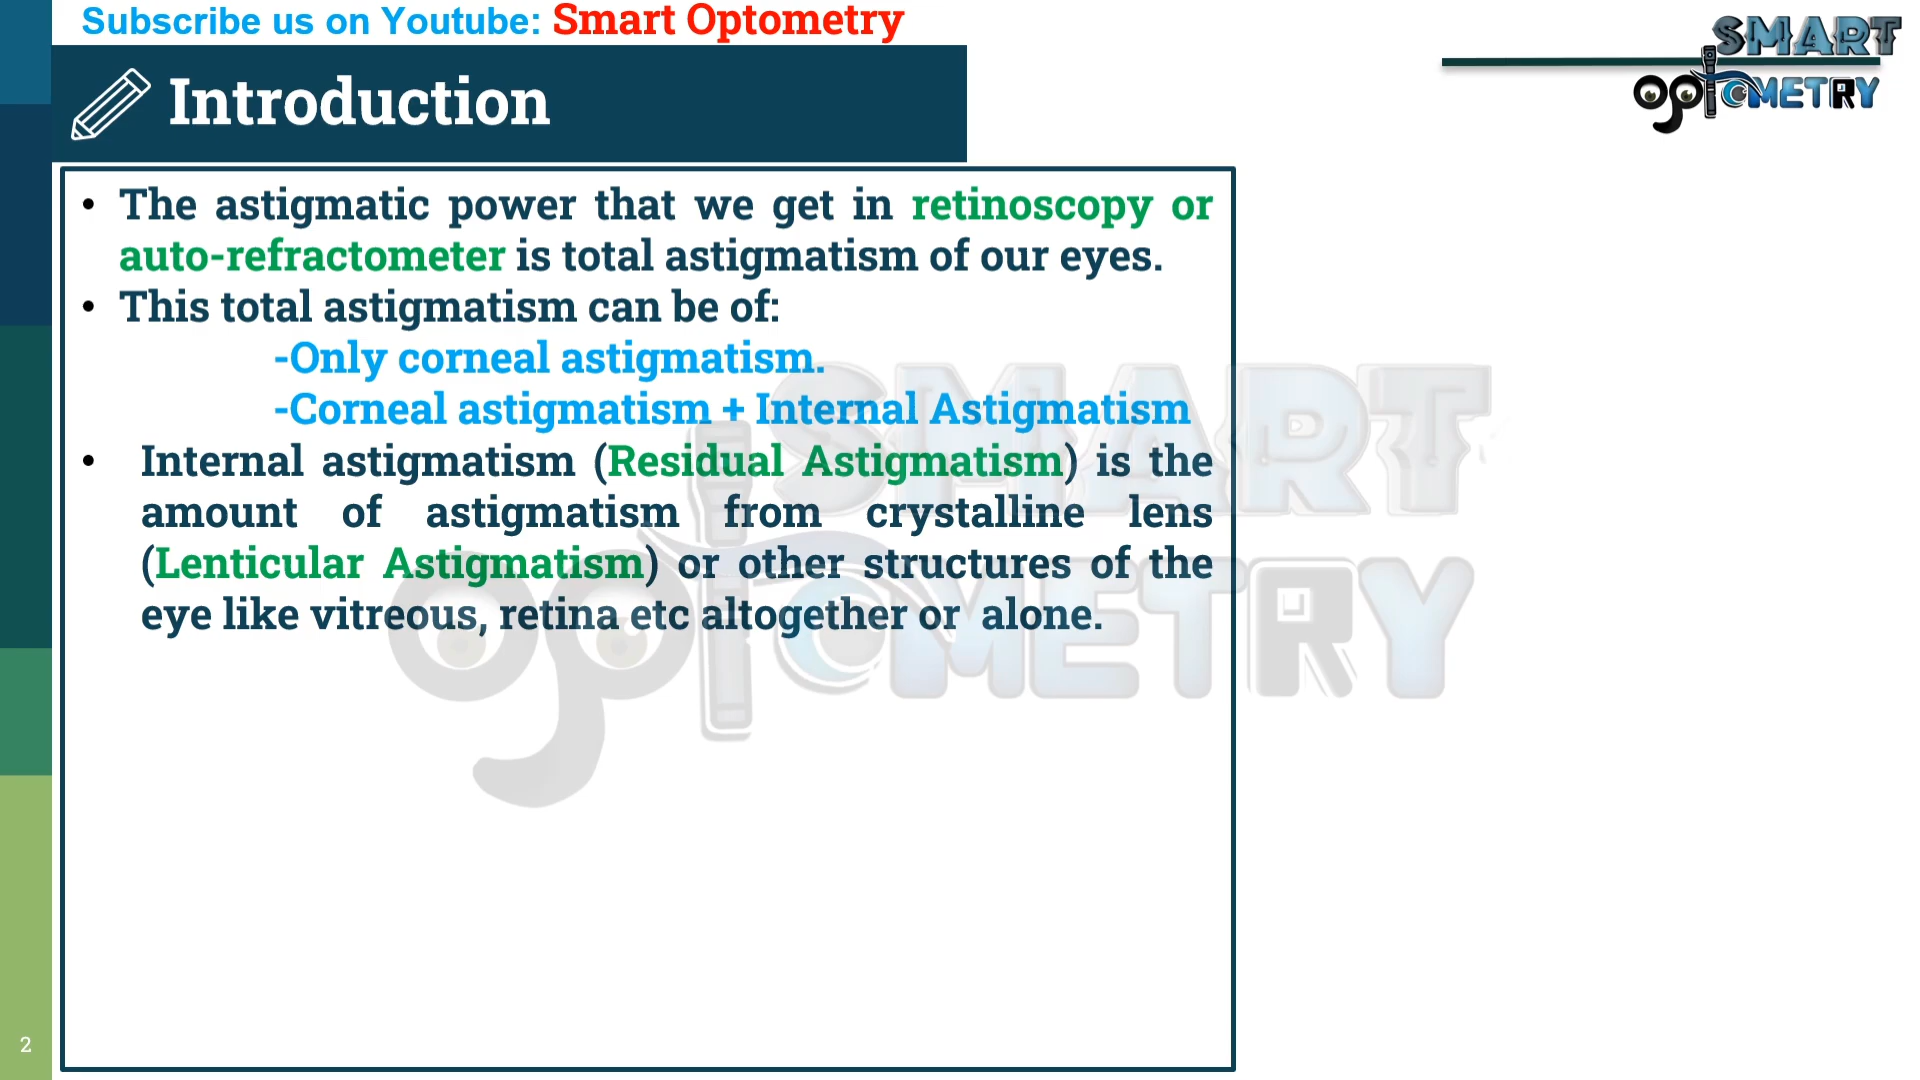 Subscribe us on Youtube: Smart Optometry
SMART
OPTOMETRY
Introduction
• The astigmatic power that we get in retinoscopy or
auto-refractometer is total astigmatism of our eyes.
• This total astigmatism can be of:
-Only corneal astigmatism.
-Corneal astigmatism + Internal Astigmatism
• Internal astigmatism (Residual Astigmatism) is the
amount of astigmatism from crystalline lens
(Lenticular Astigmatism) or other structures of the
eye like vitreous, retina etc altogether or alone.
SMART
OPTOMETRY
2